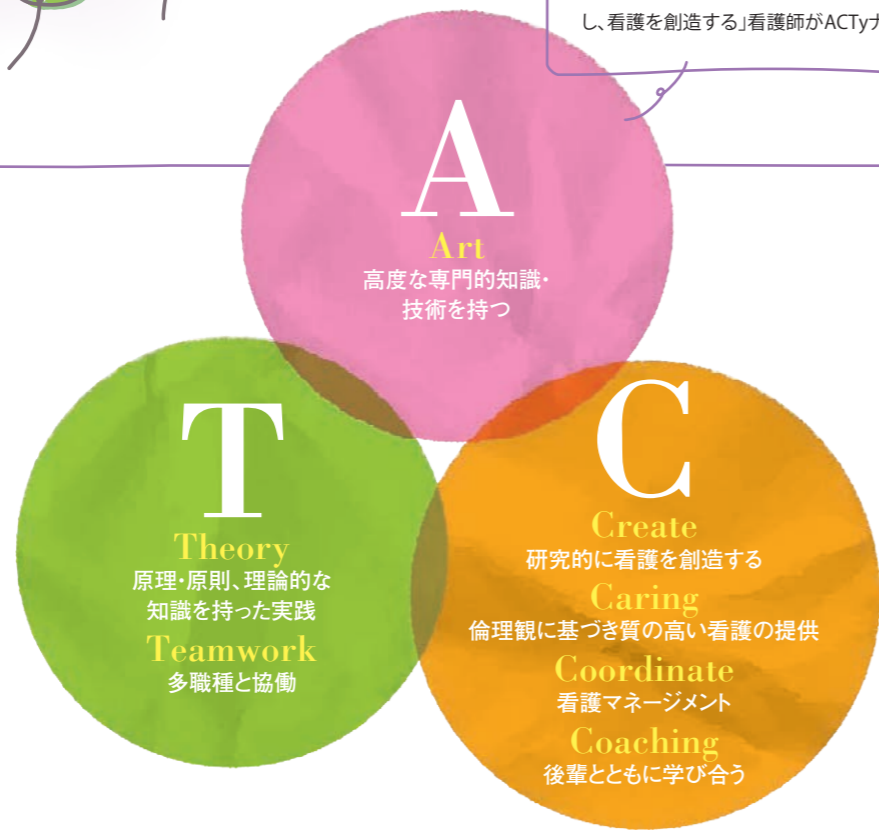 し、看護を創造する」看護師がACTyナ
A
Art
高度な専門的知識・
技術を持つ
T
Theory
原理・原則、理論的な
知識を持った実践
Teamwork
多職種と協働
C
Create
研究的に看護を創造する
Caring
倫理観に基づき質の高い看護の提供
Coordinate
看護マネージメント
Coaching
後輩とともに学び合う